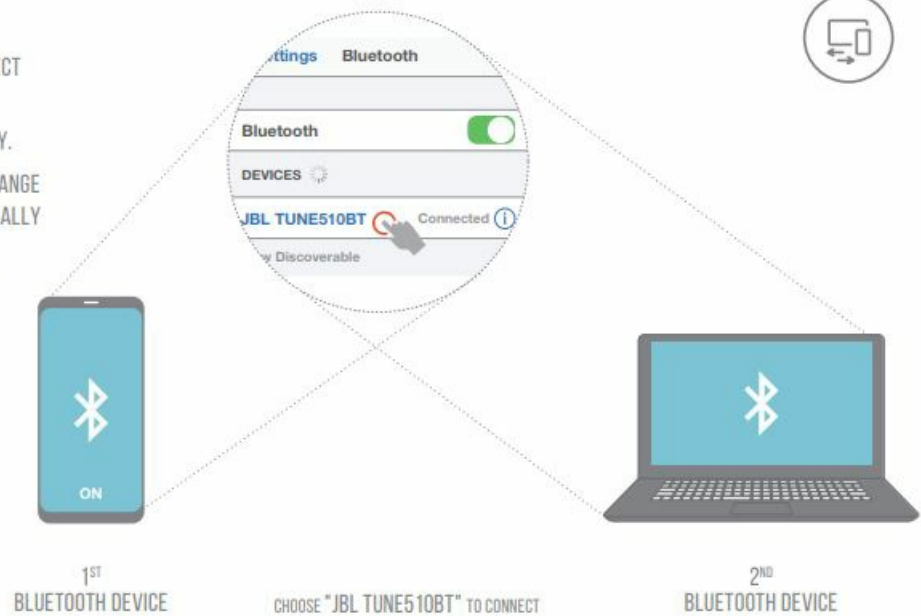 ECT
Y.
ANGE
ALLY
ttings Bluetooth
Bluetooth
DEVICES
JBL TUNE510BT Connected
y Discoverable
ON
1ST
BLUETOOTH DEVICE
CHOOSE "JBL TUNE510BT" TO CONNECT
2ND
BLUETOOTH DEVICE